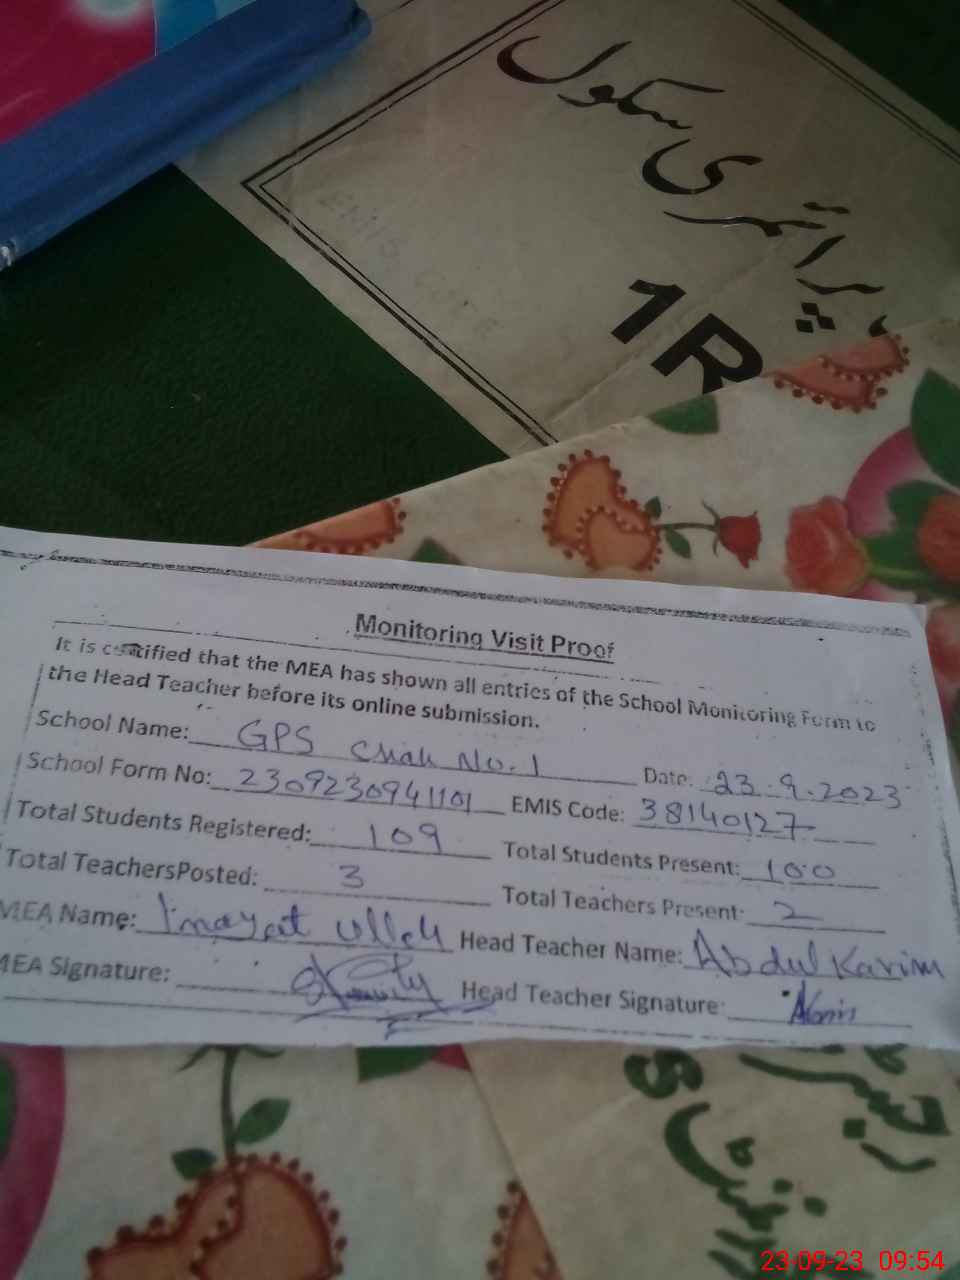 پرائمری سکول
1R
Monitoring Visit Proof
It is certified that the MEA has shown all entries of the School Monitoring Form to
the Head Teacher before its online submission.
School Name: GPS Chak No. 1 Date: 23.9.2023
School Form No: 2309230941101 EMIS Code: 38140127
Total Students Registered: 109 Total Students Present: 100
Total TeachersPosted: 3 Total Teachers Present: 2
MEA Name: Inayat Ullah Head Teacher Name: Abdul Karim
MEA Signature: Head Teacher Signature:
رجسٹر
23-09-23 09:54